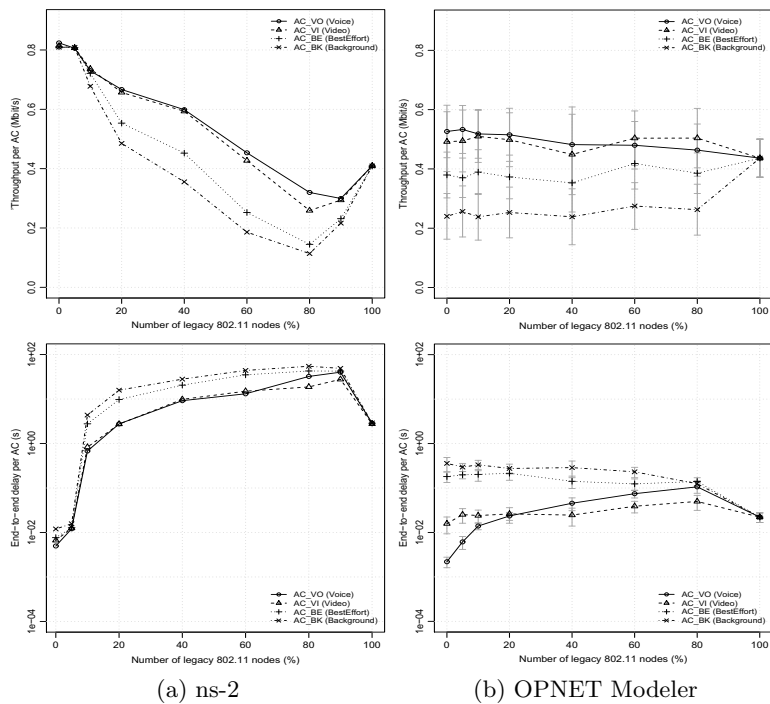 AC_VO (Voice)
AC_VI (Video)
AC_BE (BestEffort)
AC_BK (Background)
Throughput per AC (Mbit/s)
0.8
0.6
0.4
0.2
0.0
0 20 40 60 80 100
Number of legacy 802.11 nodes (%)
AC_VO (Voice)
AC_VI (Video)
AC_BE (BestEffort)
AC_BK (Background)
Throughput per AC (Mbit/s)
0.8
0.6
0.4
0.2
0.0
0 20 40 60 80 100
Number of legacy 802.11 nodes (%)
End-to-end delay per AC (s)
1e+02
1e+00
1e-02
1e-04
AC_VO (Voice)
AC_VI (Video)
AC_BE (BestEffort)
AC_BK (Background)
0 20 40 60 80 100
Number of legacy 802.11 nodes (%)
End-to-end delay per AC (s)
1e+02
1e+00
1e-02
1e-04
AC_VO (Voice)
AC_VI (Video)
AC_BE (BestEffort)
AC_BK (Background)
0 20 40 60 80 100
Number of legacy 802.11 nodes (%)
(a) ns-2
(b) OPNET Modeler